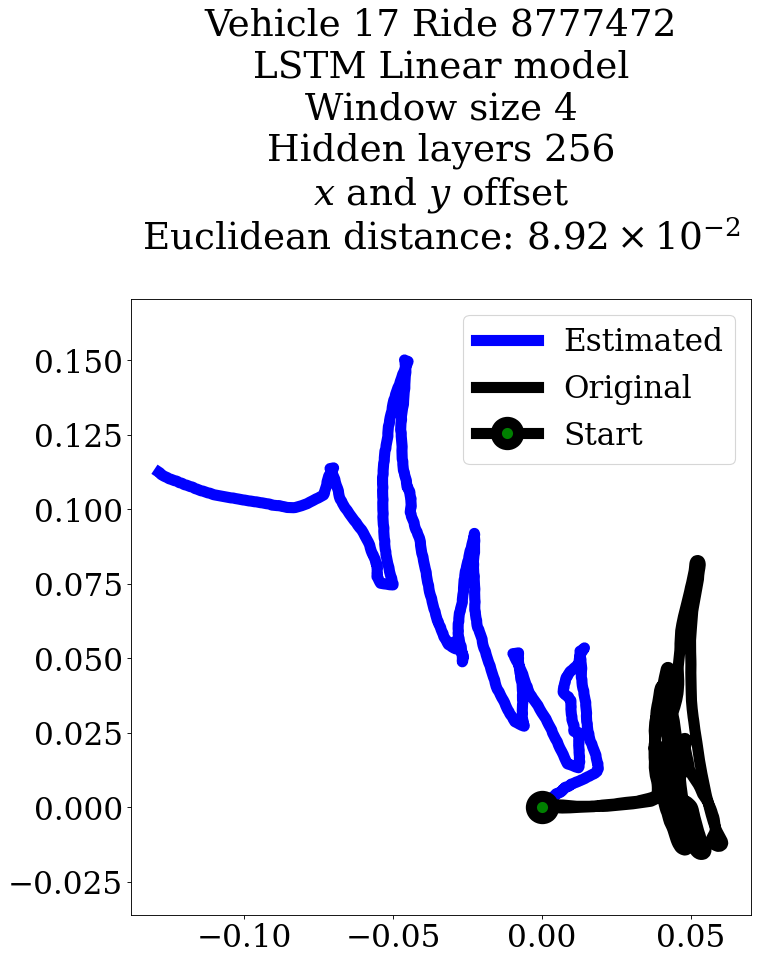 Vehicle 17 Ride 8777472
LSTM Linear model
Window size 4
Hidden layers 256
x and y offset
Euclidean distance: 8.92 × 10⁻²
Estimated
Original
Start
0.150
0.125
0.100
0.075
0.050
0.025
0.000
−0.025
−0.10 −0.05 0.00 0.05